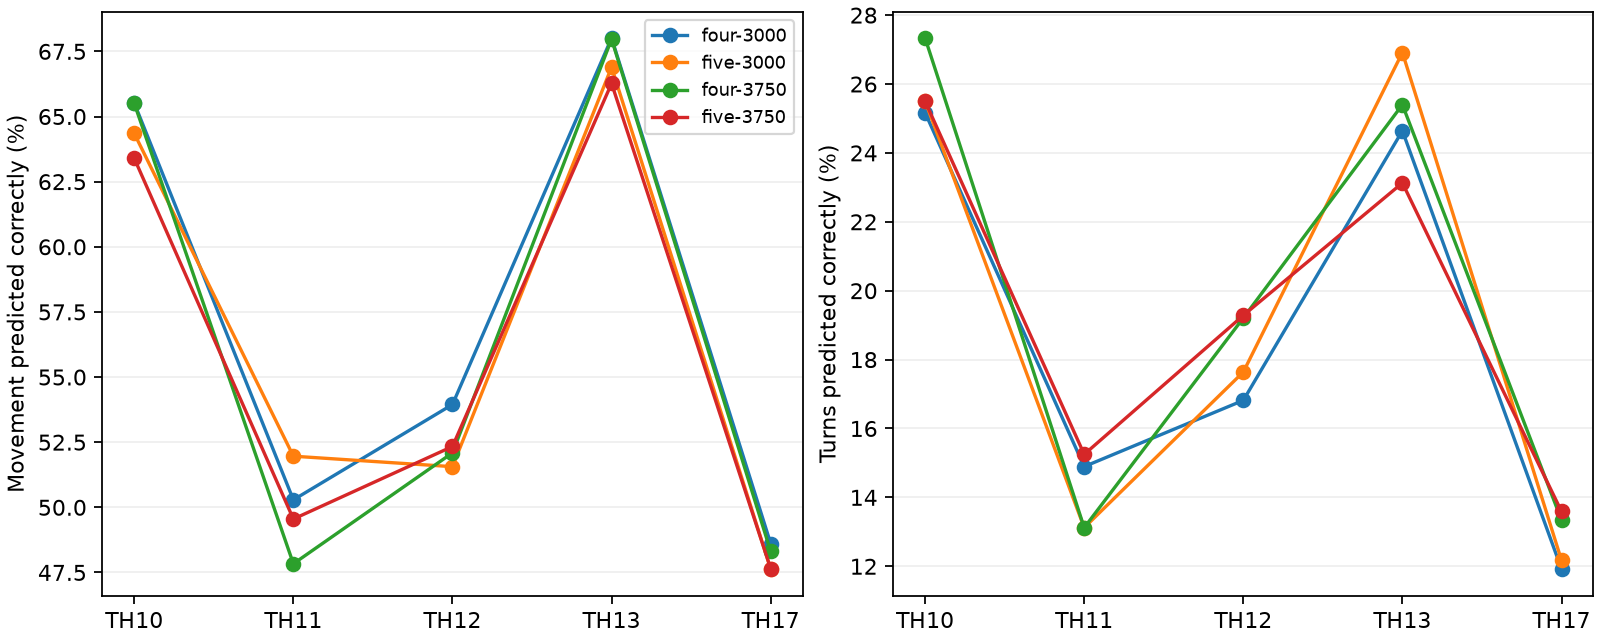 Movement predicted correctly (%)
67.5
65.0
62.5
60.0
57.5
55.0
52.5
50.0
47.5
TH10
TH11
TH12
TH13
TH17
four-3000
five-3000
four-3750
five-3750
Turns predicted correctly (%)
28
26
24
22
20
18
16
14
12
TH10
TH11
TH12
TH13
TH17